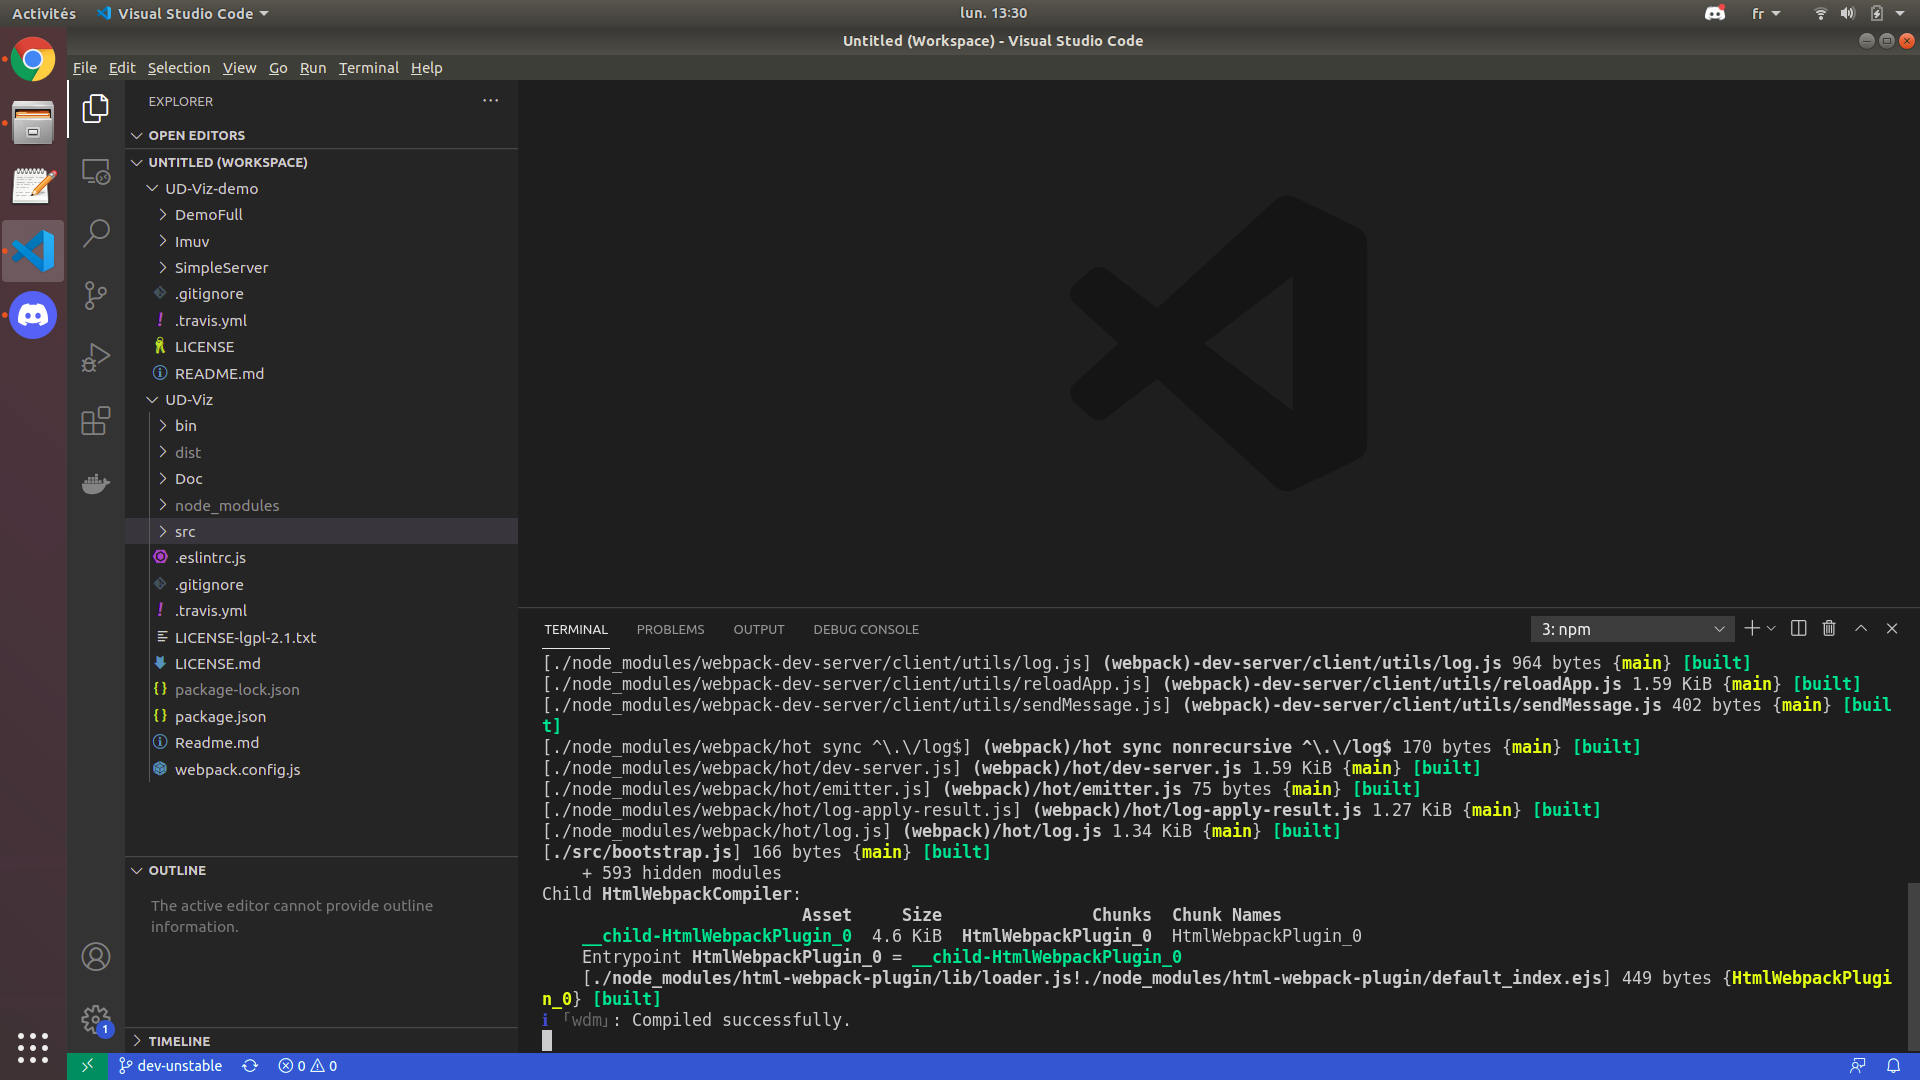 Activités
Visual Studio Code
lun. 13:30
fr
Untitled (Workspace) - Visual Studio Code
File Edit Selection View Go Run Terminal Help
EXPLORER
OPEN EDITORS
UNTITLED (WORKSPACE)
UD-Viz-demo
DemoFull
Imuv
SimpleServer
.gitignore
.travis.yml
LICENSE
README.md
UD-Viz
bin
dist
Doc
node_modules
src
.eslintrc.js
.gitignore
.travis.yml
LICENSE-lgpl-2.1.txt
LICENSE.md
package-lock.json
package.json
Readme.md
webpack.config.js
OUTLINE
The active editor cannot provide outline
information.
TIMELINE
TERMINAL PROBLEMS OUTPUT DEBUG CONSOLE
3: npm
[./node_modules/webpack-dev-server/client/utils/log.js] (webpack)-dev-server/client/utils/log.js 964 bytes {main} [built]
[./node_modules/webpack-dev-server/client/utils/reloadApp.js] (webpack)-dev-server/client/utils/reloadApp.js 1.59 KiB {main} [built]
[./node_modules/webpack-dev-server/client/utils/sendMessage.js] (webpack)-dev-server/client/utils/sendMessage.js 402 bytes {main} [buil
t]
[./node_modules/webpack/hot sync ^\.\/log$] (webpack)/hot sync nonrecursive ^\.\/log$ 170 bytes {main} [built]
[./node_modules/webpack/hot/dev-server.js] (webpack)/hot/dev-server.js 1.59 KiB {main} [built]
[./node_modules/webpack/hot/emitter.js] (webpack)/hot/emitter.js 75 bytes {main} [built]
[./node_modules/webpack/hot/log-apply-result.js] (webpack)/hot/log-apply-result.js 1.27 KiB {main} [built]
[./node_modules/webpack/hot/log.js] (webpack)/hot/log.js 1.34 KiB {main} [built]
[./src/bootstrap.js] 166 bytes {main} [built]
+ 593 hidden modules
Child HtmlWebpackCompiler:
Asset Size Chunks Chunk Names
__child-HtmlWebpackPlugin_0 4.6 KiB HtmlWebpackPlugin_0 HtmlWebpackPlugin_0
Entrypoint HtmlWebpackPlugin_0 = __child-HtmlWebpackPlugin_0
[./node_modules/html-webpack-plugin/lib/loader.js!./node_modules/html-webpack-plugin/default_index.ejs] 449 bytes {HtmlWebpackPlugi
n_0} [built]
ℹ ｢wdm｣: Compiled successfully.
1
dev-unstable
0
0